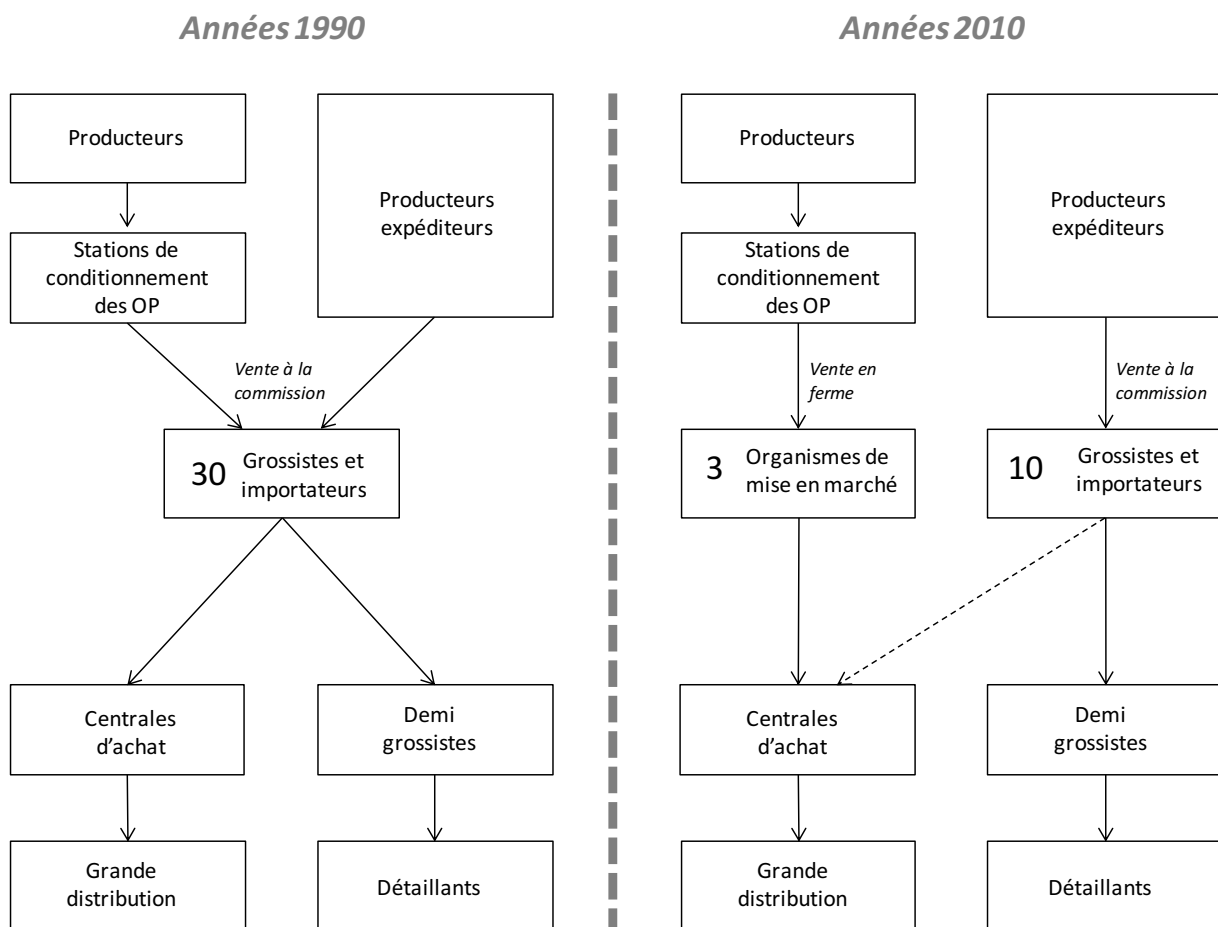 Années 1990
Producteurs
Producteurs
expéditeurs
Stations de
conditionnement
des OP
Vente à la
commission
30
Grossistes et
importateurs
Centrales
d'achat
Demi
grossistes
Grande
distribution
Détaillants
Années 2010
Producteurs
Producteurs
expéditeurs
Stations de
conditionnement
des OP
Vente en
ferme
Vente à la
commission
3
Organismes de
mise en marché
10
Grossistes et
importateurs
Centrales
d'achat
Demi
grossistes
Grande
distribution
Détaillants